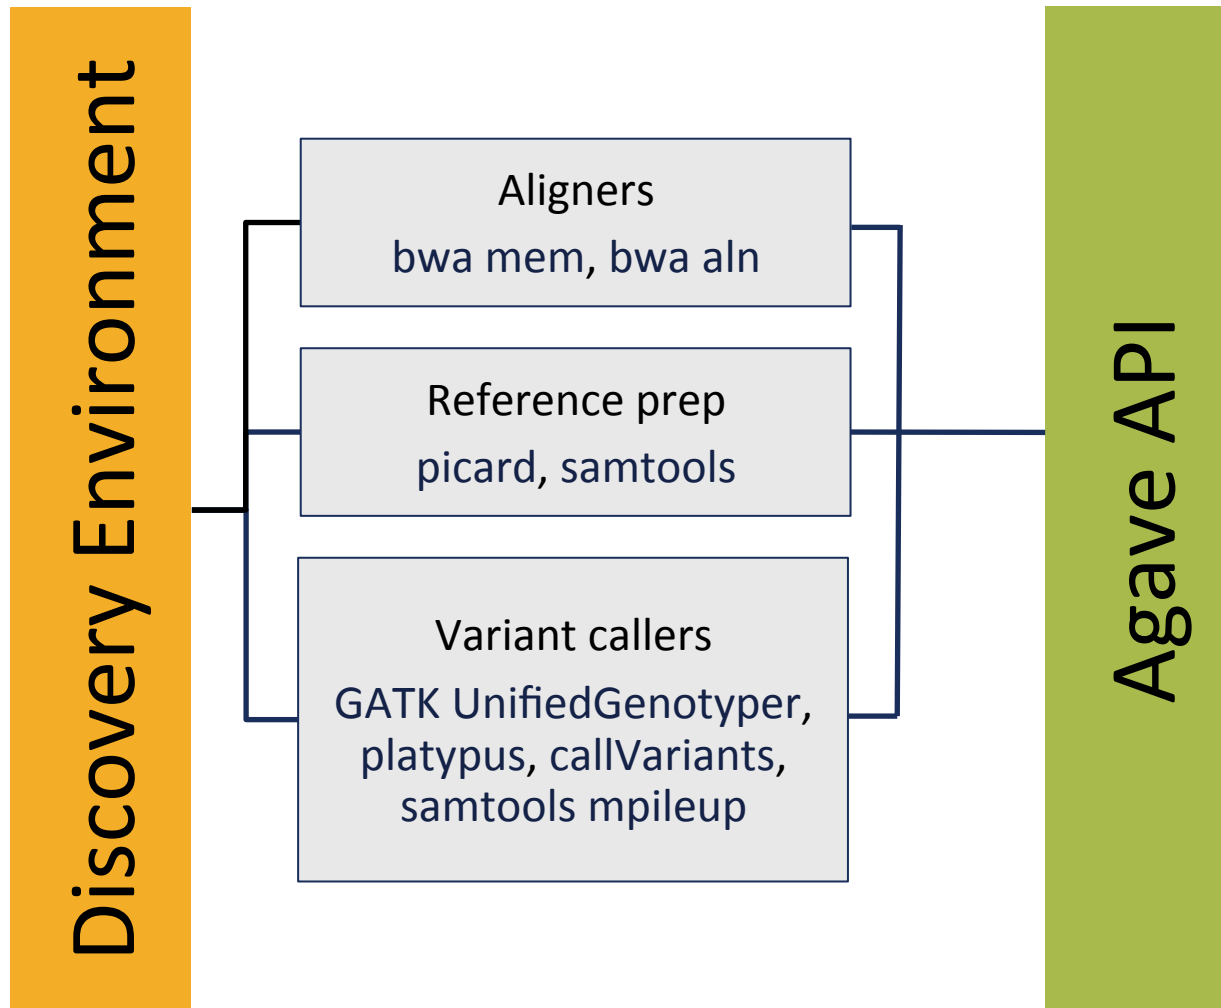 Discovery Environment
Aligners
bwa mem, bwa aln
Reference prep
picard, samtools
Variant callers
GATK UnifiedGenotyper,
platypus, callVariants,
samtools mpileup
Agave API